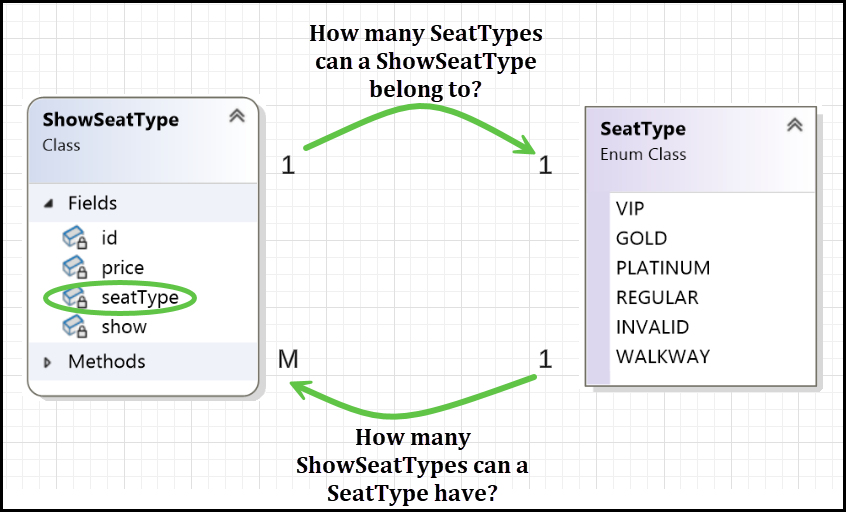 How many SeatTypes
can a ShowSeatType
belong to?
ShowSeatType
Class
Fields
id
price
seatType
show
Methods
1
1
SeatType
Enum Class
VIP
GOLD
PLATINUM
REGULAR
INVALID
WALKWAY
M
1
How many
ShowSeatTypes can a
SeatType have?